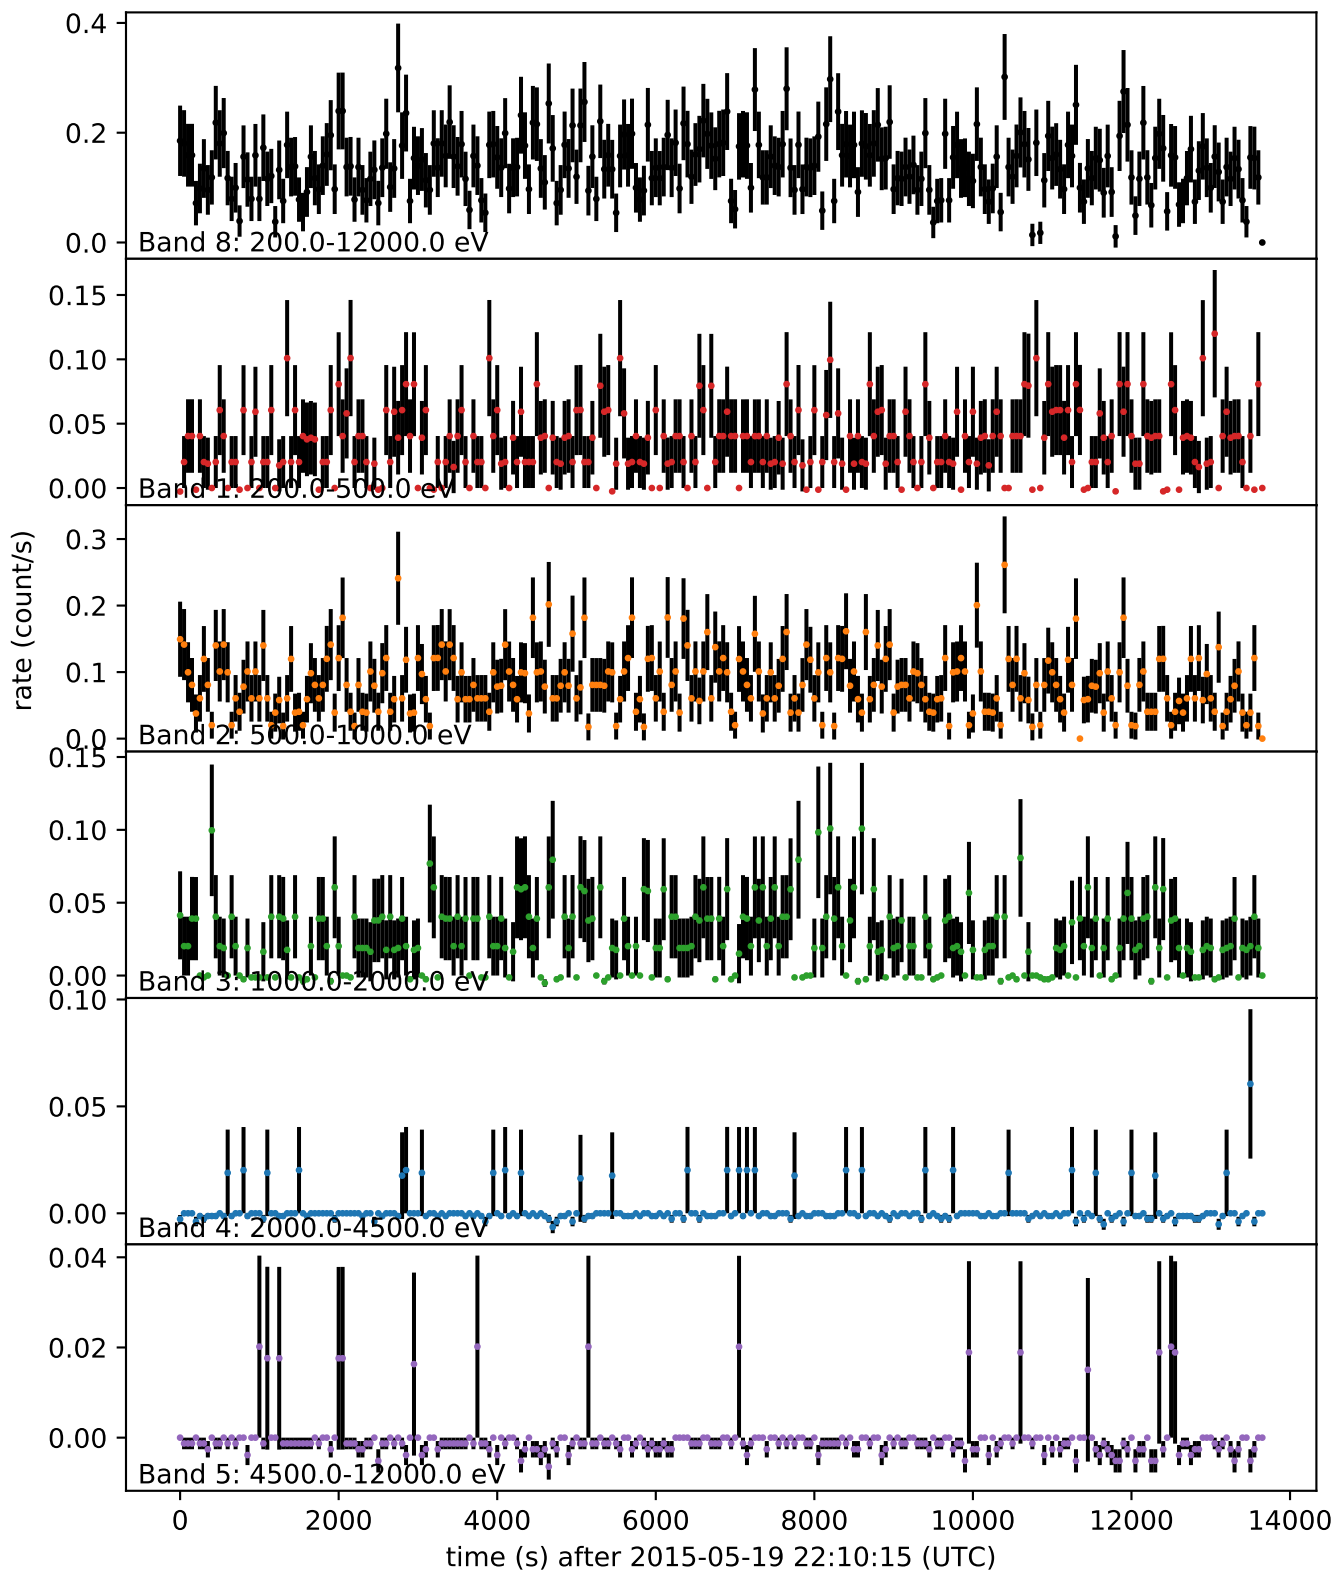 0.4
0.2
0.0
Band 8: 200.0-12000.0 eV
0.15
0.10
0.05
0.00
Band 1: 200.0-500.0 eV
0.3
0.2
0.1
0.0
Band 2: 500.0-1000.0 eV
rate (count/s)
0.15
0.10
0.05
0.00
Band 3: 1000.0-2000.0 eV
0.10
0.05
0.00
Band 4: 2000.0-4500.0 eV
0.04
0.02
0.00
Band 5: 4500.0-12000.0 eV
0 2000 4000 6000 8000 10000 12000 14000
time (s) after 2015-05-19 22:10:15 (UTC)